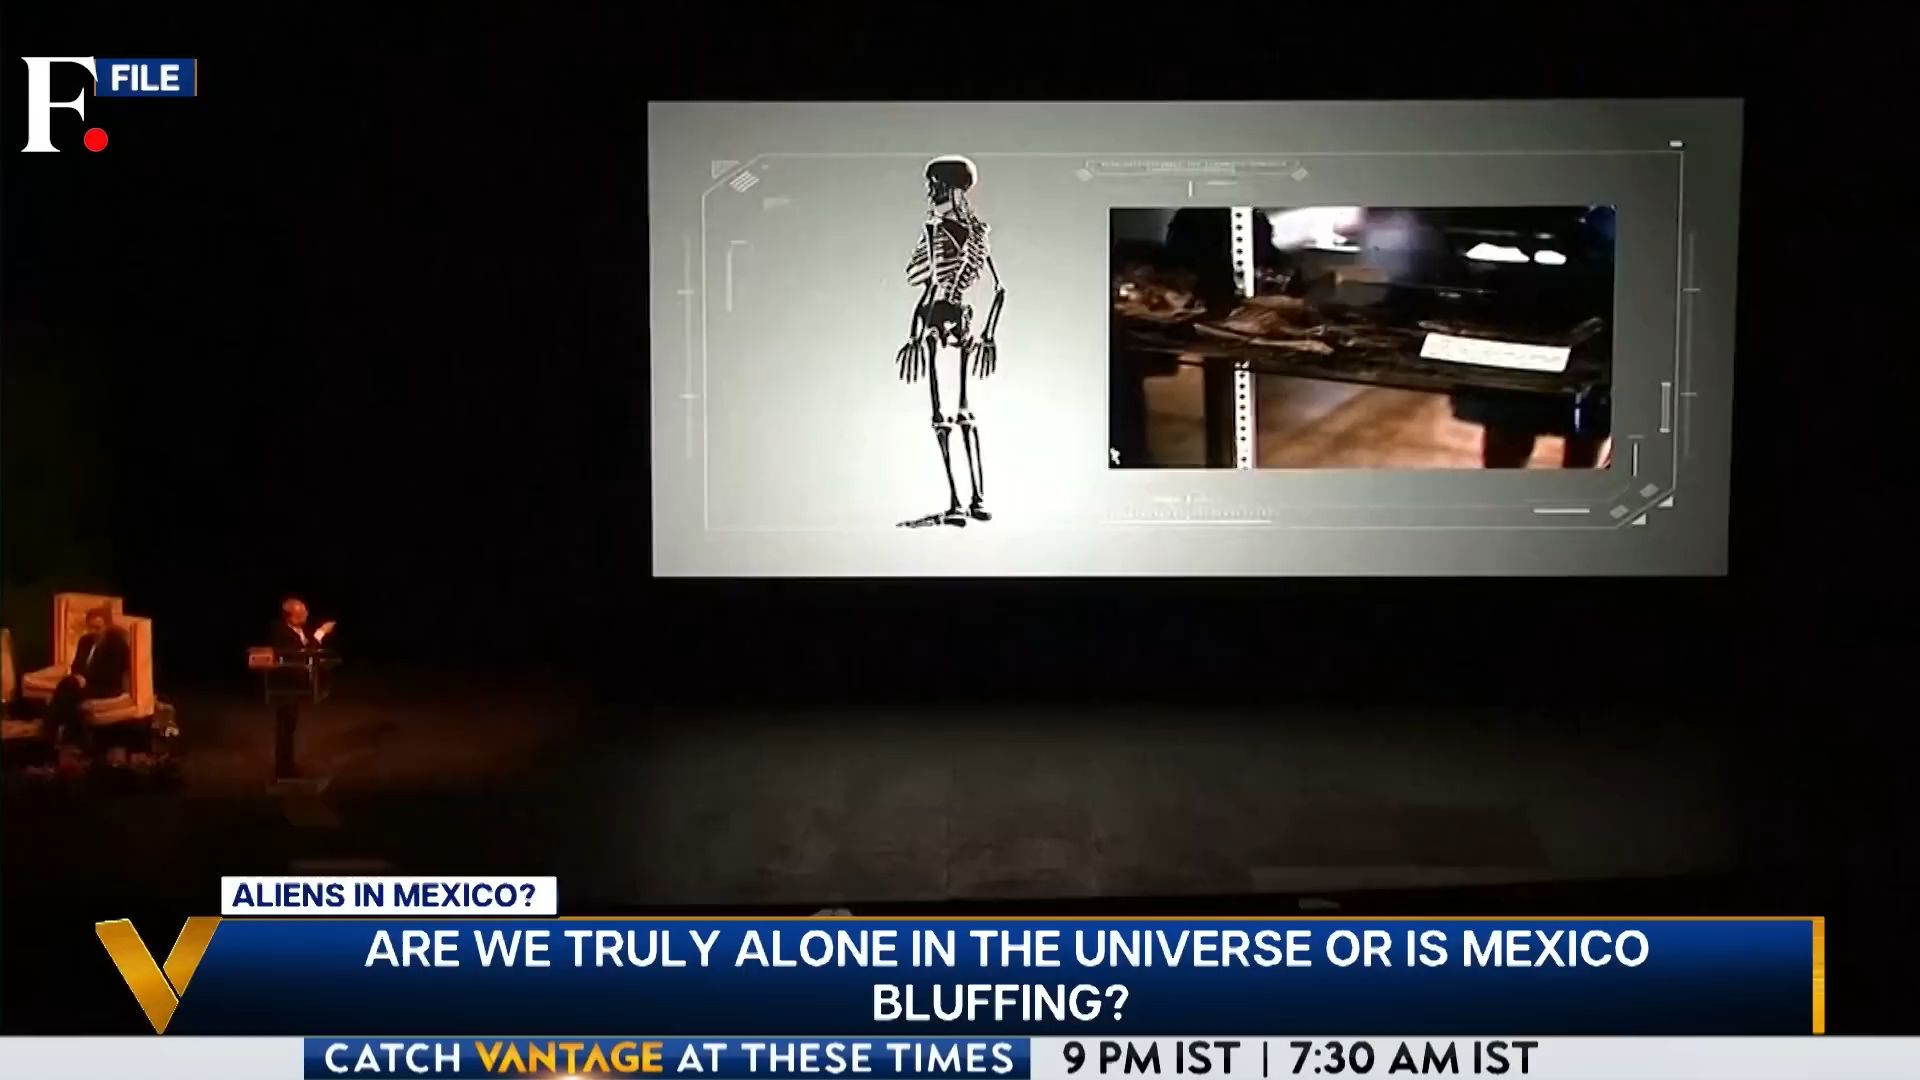 F.
FILE
ALIENS IN MEXICO?
ARE WE TRULY ALONE IN THE UNIVERSE OR IS MEXICO
BLUFFING?
CATCH VANTAGE AT THESE TIMES
9 PM IST | 7:30 AM IST